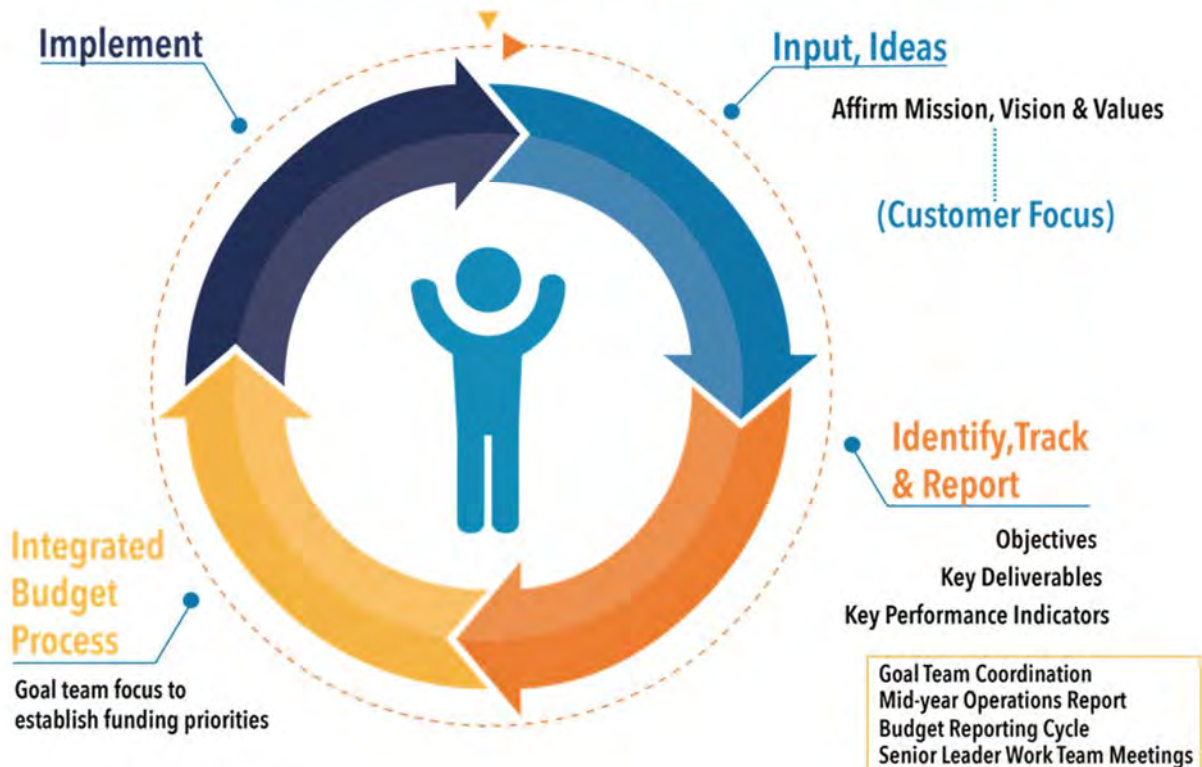 Implement
Input, Ideas
Affirm Mission, Vision & Values
(Customer Focus)
Identify,Track
& Report
Objectives
Key Deliverables
Key Performance Indicators
Goal Team Coordination
Mid-year Operations Report
Budget Reporting Cycle
Senior Leader Work Team Meetings
Integrated
Budget
Process
Goal team focus to
establish funding priorities